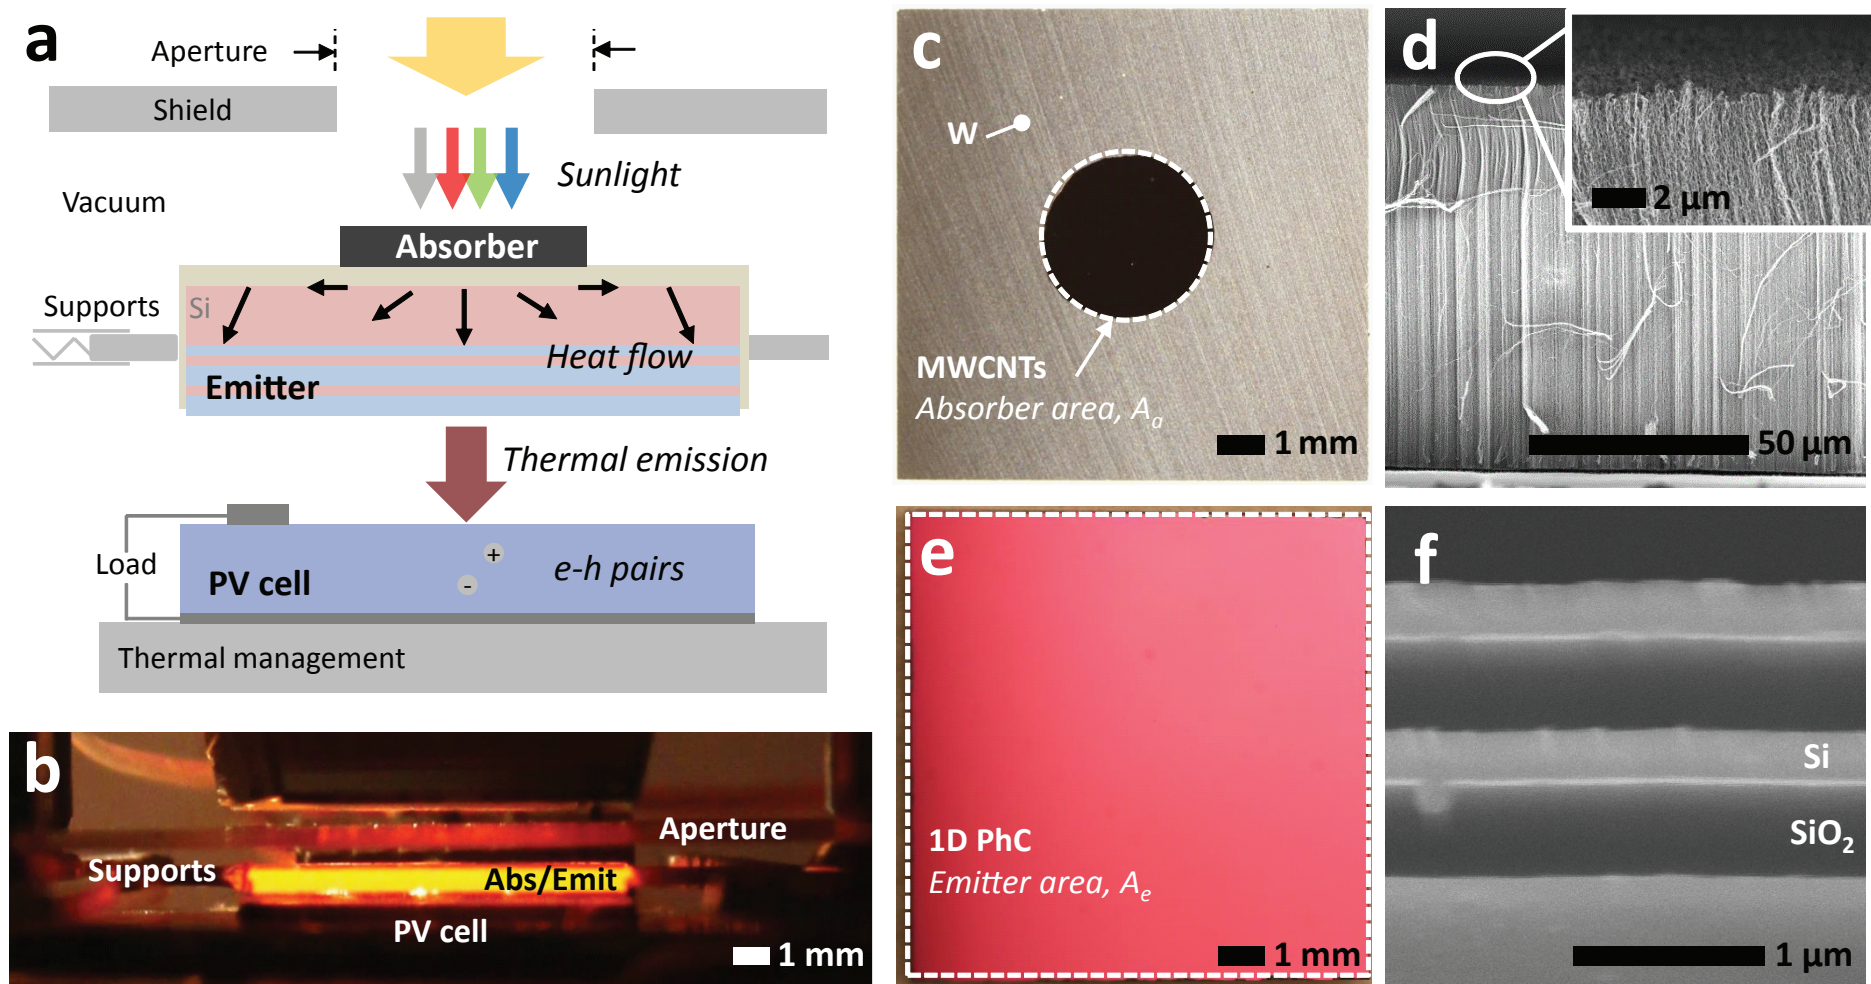 a
Aperture
Shield
Sunlight
Vacuum
Absorber
Supports
Si
Heat flow
Emitter
Thermal emission
Load
PV cell
+
-
e-h pairs
Thermal management
b
Aperture
Supports
Abs/Emit
PV cell
1 mm
c
W
MWCNTs
Absorber area, Aₐ
1 mm
d
2 µm
50 µm
e
1D PhC
Emitter area, Aₑ
1 mm
f
Si
SiO₂
1 µm